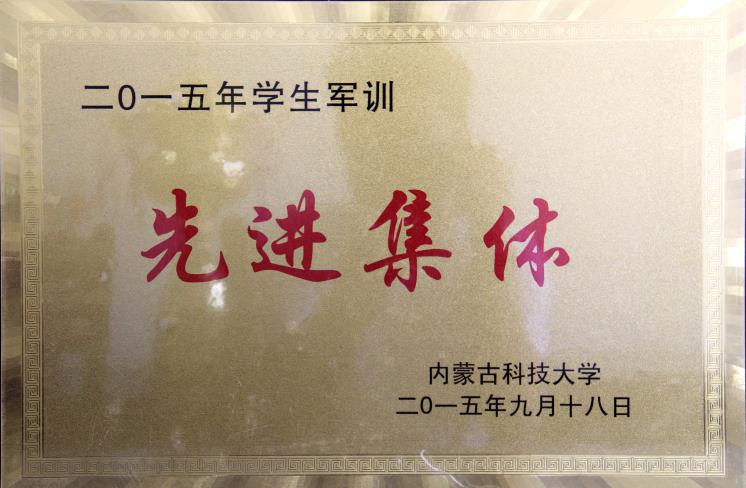 二0一五年学生军训
先进集体
内蒙古科技大学
二0一五年九月十八日